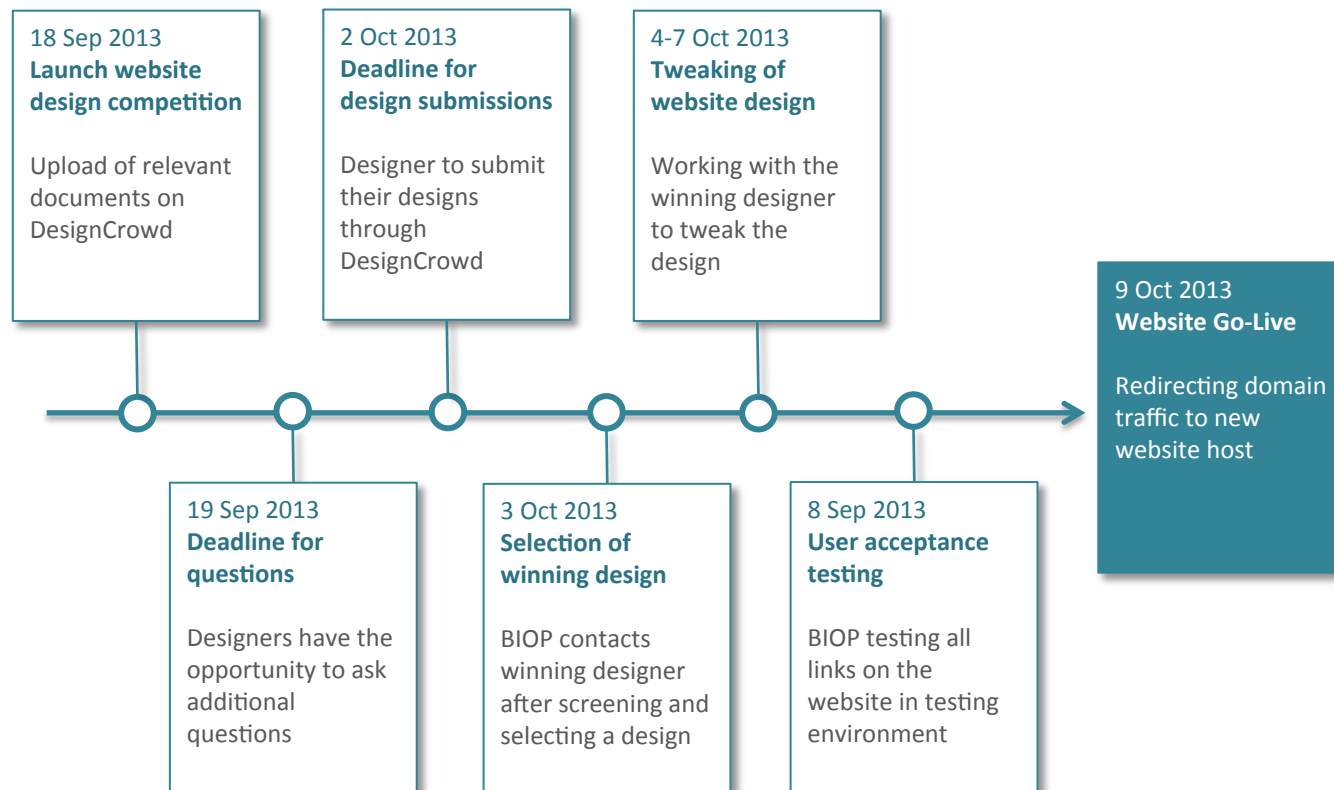 18 Sep 2013
Launch website
design competition
Upload of relevant
documents on
DesignCrowd
2 Oct 2013
Deadline for
design submissions
Designer to submit
their designs
through
DesignCrowd
4-7 Oct 2013
Tweaking of
website design
Working with the
winning designer
to tweak the
design
9 Oct 2013
Website Go-Live
Redirecting domain
traffic to new
website host
19 Sep 2013
Deadline for
questions
Designers have the
opportunity to ask
additional
questions
3 Oct 2013
Selection of
winning design
BIOP contacts
winning designer
after screening and
selecting a design
8 Sep 2013
User acceptance
testing
BIOP testing all
links on the
website in testing
environment